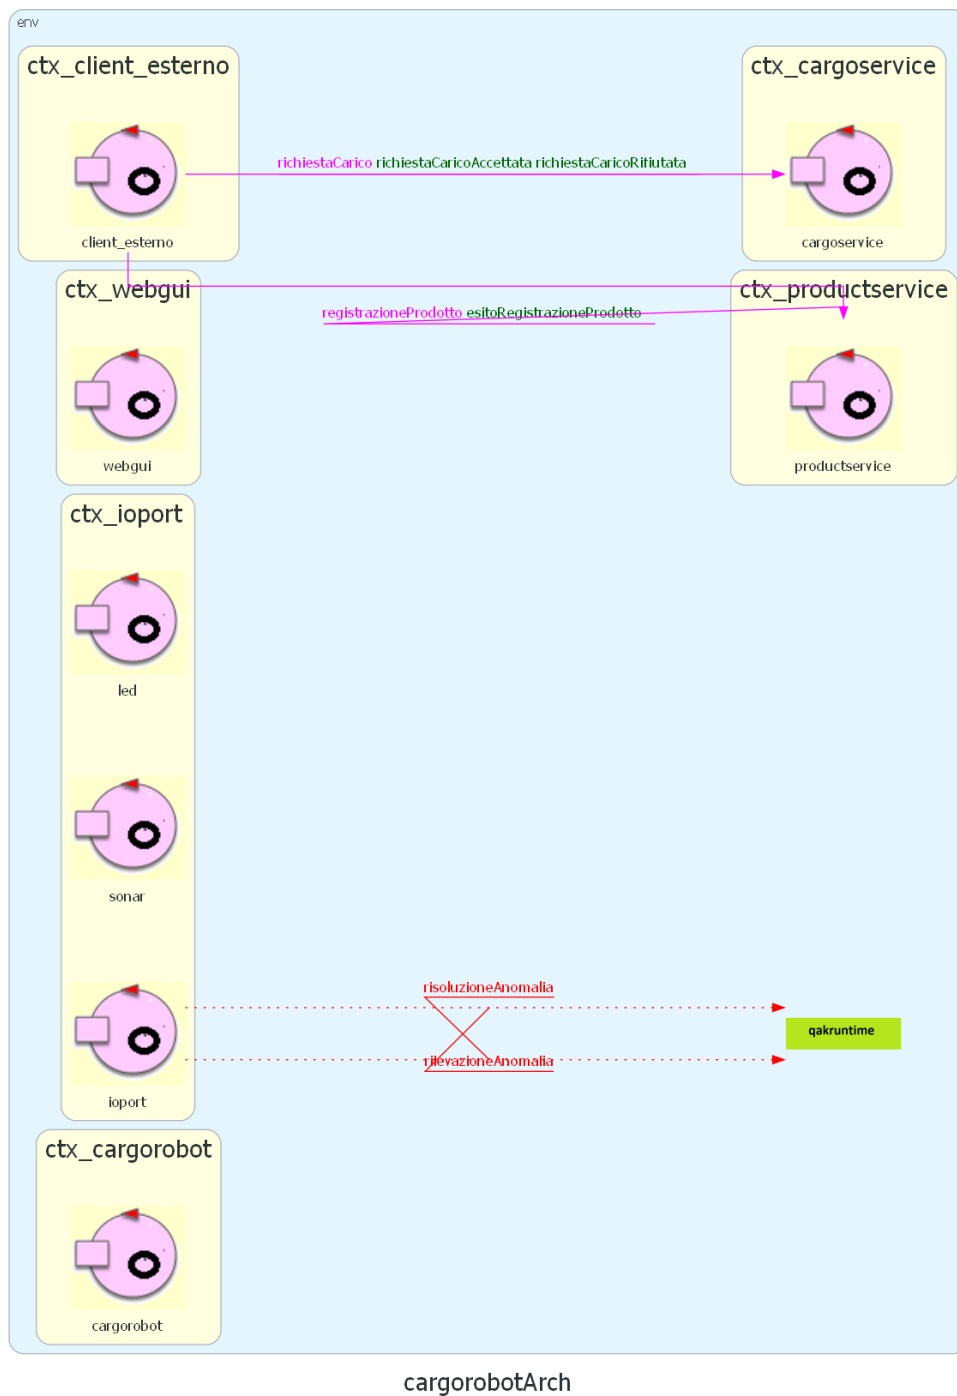 env
ctx_client_esterno
ctx_cargoservice
richiestaCarico richiestaCaricoAccettata richiestaCaricoRifiutata
client_esterno
cargoservice
ctx_webgui
ctx_productservice
registrazioneProdotto esitoRegistrazioneProdotto
webgui
productservice
ctx_ioport
led
sonar
risoluzioneAnomalia
qakruntime
rilevazioneAnomalia
ioport
ctx_cargorobot
cargorobot
cargorobotArch